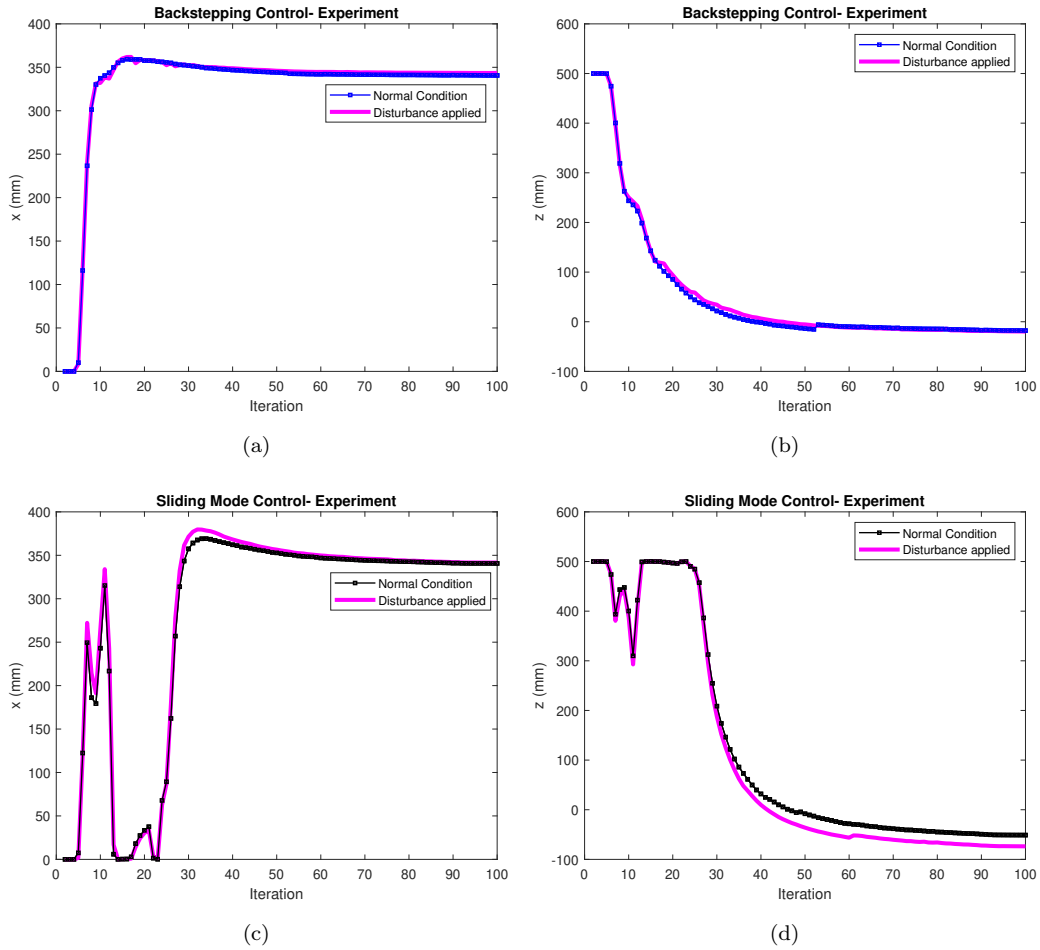 Backstepping Control- Experiment
400
350
300
250
200
150
100
50
0
x (mm)
0 10 20 30 40 50 60 70 80 90 100
Iteration
Normal Condition
Disturbance applied
(a)
Backstepping Control- Experiment
600
500
400
300
200
100
0
-100
z (mm)
0 10 20 30 40 50 60 70 80 90 100
Iteration
Normal Condition
Disturbance applied
(b)
Sliding Mode Control- Experiment
400
350
300
250
200
150
100
50
0
x (mm)
0 10 20 30 40 50 60 70 80 90 100
Iteration
Normal Condition
Disturbance applied
(c)
Sliding Mode Control- Experiment
600
500
400
300
200
100
0
-100
z (mm)
0 10 20 30 40 50 60 70 80 90 100
Iteration
Normal Condition
Disturbance applied
(d)